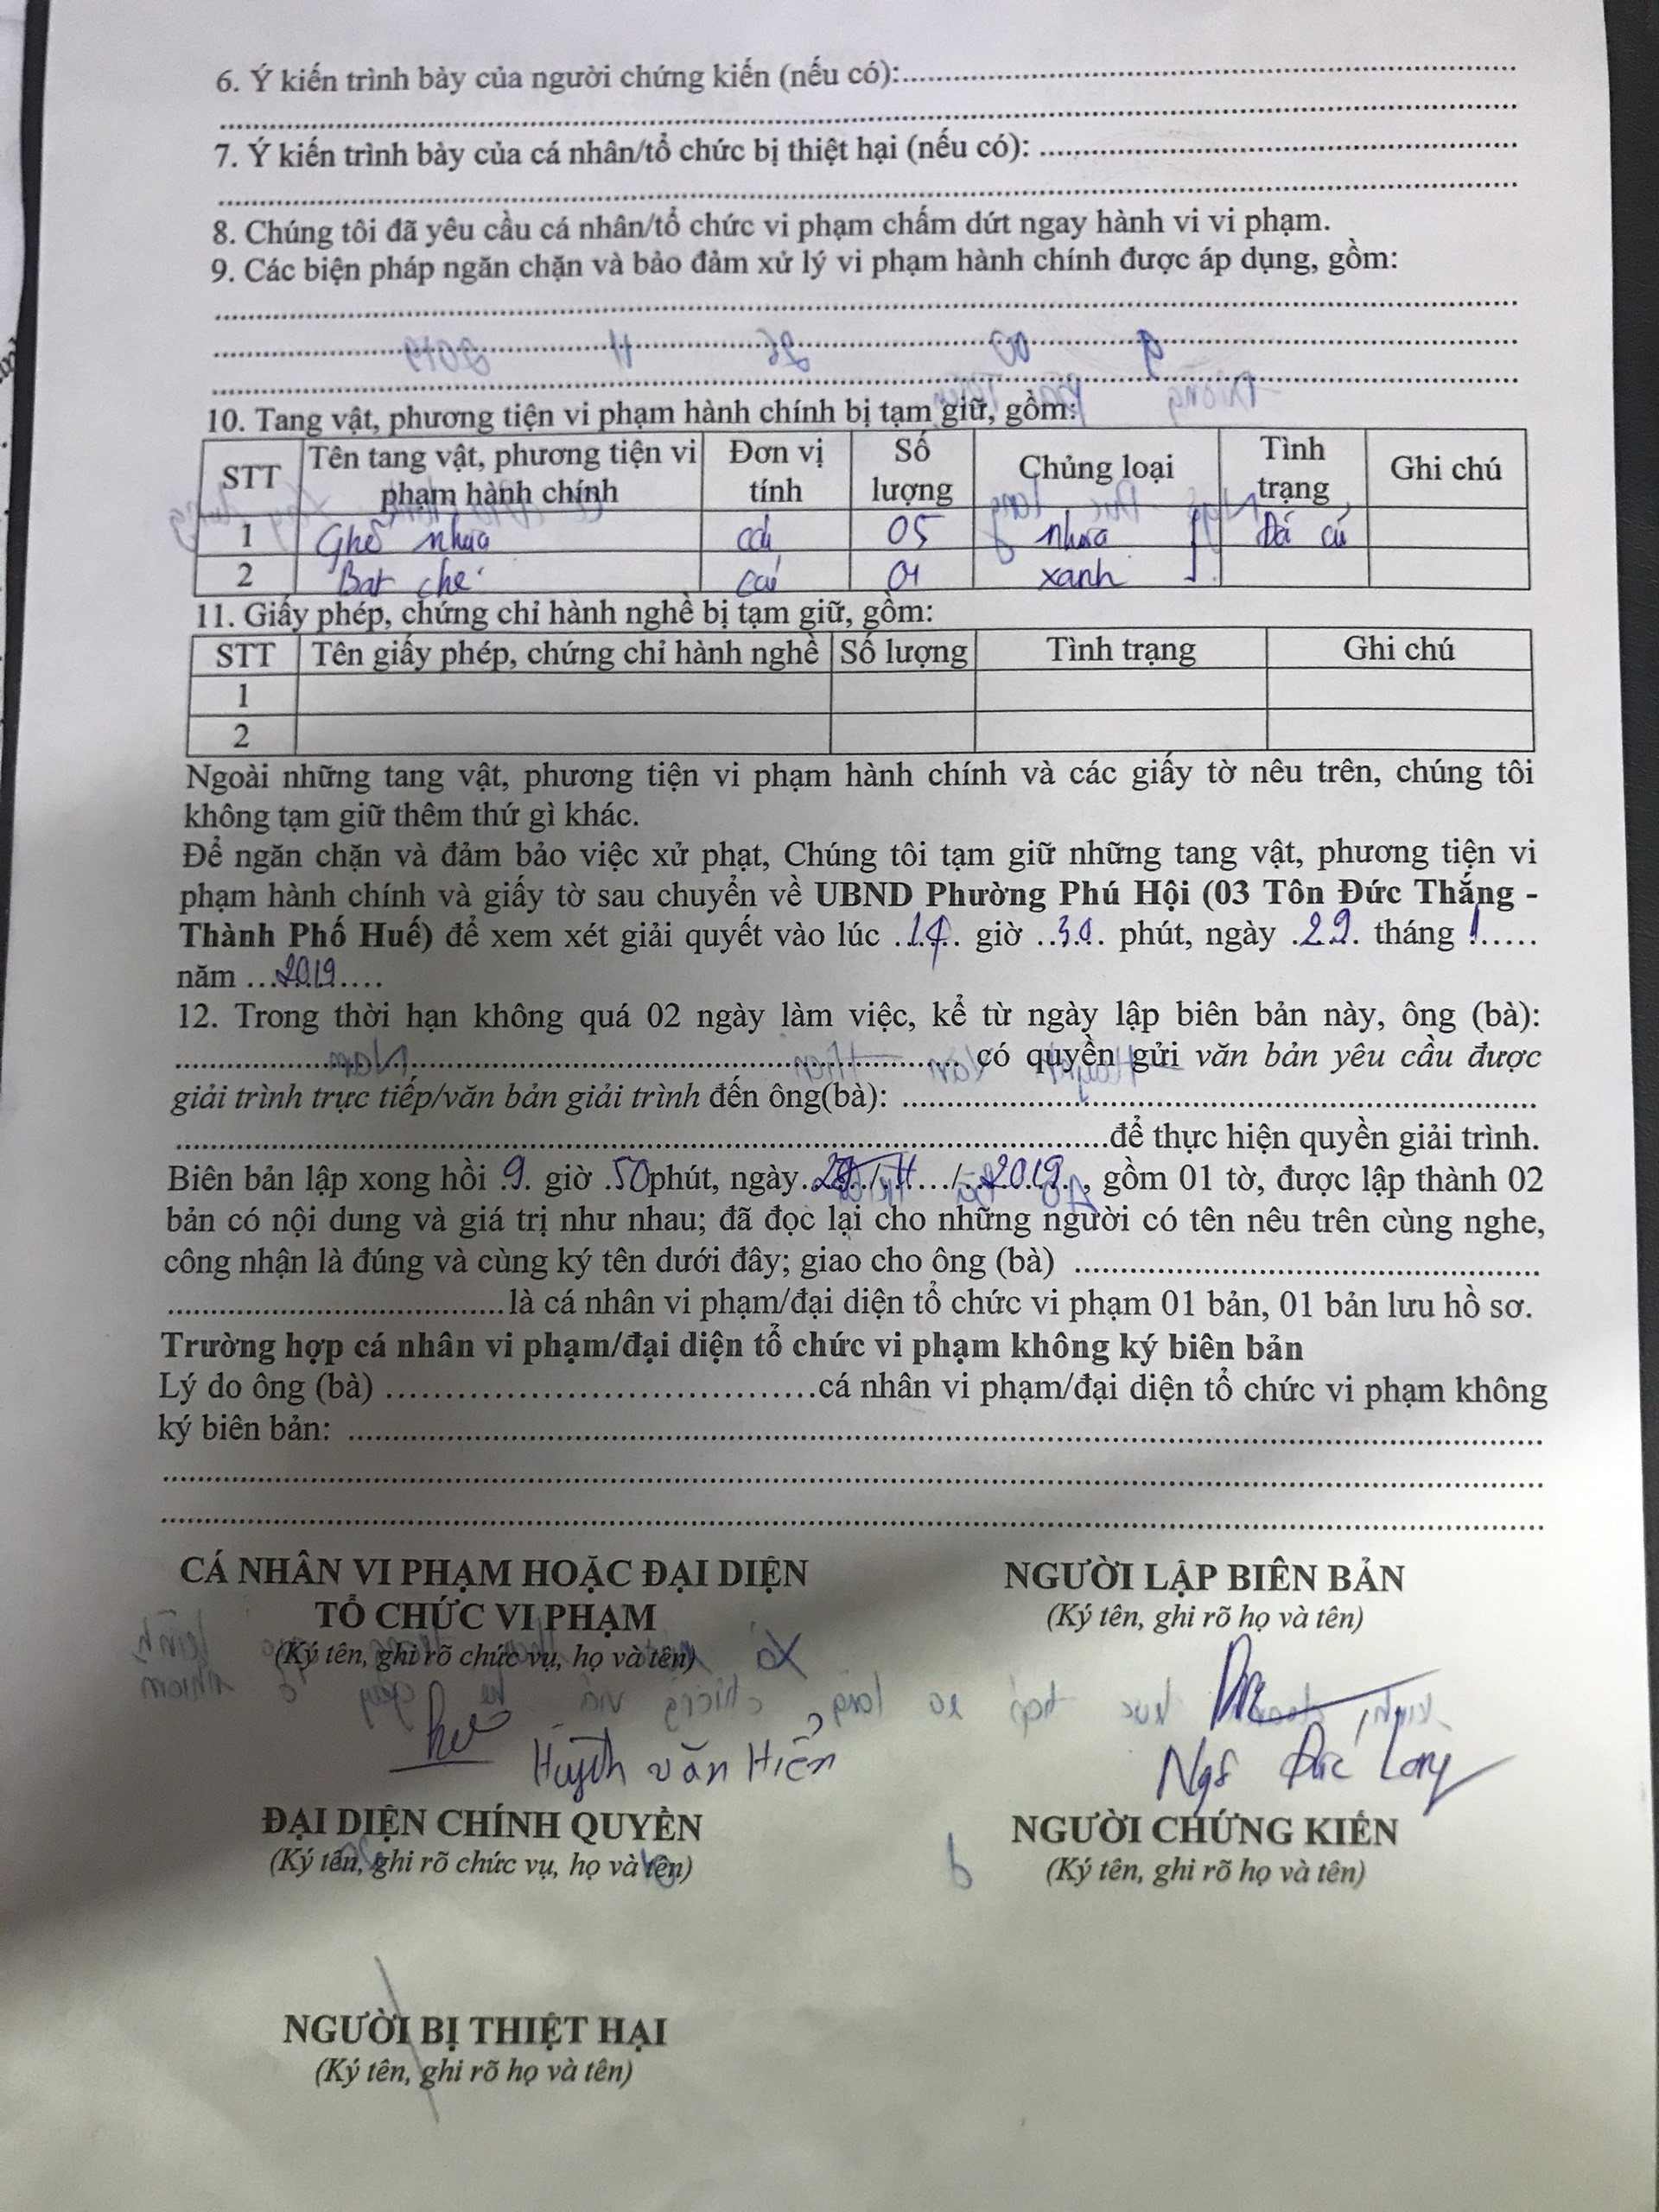 6. Ý kiến trình bày của người chứng kiến (nếu có):
7. Ý kiến trình bày của cá nhân/tổ chức bị thiệt hại (nếu có):
8. Chúng tôi đã yêu cầu cá nhân/tổ chức vi phạm chấm dứt ngay hành vi vi phạm.
9. Các biện pháp ngăn chặn và bảo đảm xử lý vi phạm hành chính được áp dụng, gồm:
10. Tang vật, phương tiện vi phạm hành chính bị tạm giữ, gồm:
STT Tên tang vật, phương tiện vi phạm hành chính Đơn vị tính Số lượng Chủng loại Tình trạng Ghi chú
1 Ghế nhựa cái 05 nhựa Đã cũ
2 Bạt che cái 01 xanh
11. Giấy phép, chứng chỉ hành nghề bị tạm giữ, gồm:
STT Tên giấy phép, chứng chỉ hành nghề Số lượng Tình trạng Ghi chú
1
2
Ngoài những tang vật, phương tiện vi phạm hành chính và các giấy tờ nêu trên, chúng tôi
không tạm giữ thêm thứ gì khác.
Để ngăn chặn và đảm bảo việc xử phạt, Chúng tôi tạm giữ những tang vật, phương tiện vi
phạm hành chính và giấy tờ sau chuyển về UBND Phường Phú Hội (03 Tôn Đức Thắng -
Thành Phố Huế) để xem xét giải quyết vào lúc 14 giờ 30 phút, ngày 29 tháng
năm 2019
12. Trong thời hạn không quá 02 ngày làm việc, kể từ ngày lập biên bản này, ông (bà):
có quyền gửi văn bản yêu cầu được
giải trình trực tiếp/văn bản giải trình đến ông(bà):
để thực hiện quyền giải trình.
Biên bản lập xong hồi 9 giờ 50 phút, ngày / 11 / 2019, gồm 01 tờ, được lập thành 02
bản có nội dung và giá trị như nhau; đã đọc lại cho những người có tên nêu trên cùng nghe,
công nhận là đúng và cùng ký tên dưới đây; giao cho ông (bà)
là cá nhân vi phạm/đại diện tổ chức vi phạm 01 bản, 01 bản lưu hồ sơ.
Trường hợp cá nhân vi phạm/đại diện tổ chức vi phạm không ký biên bản
Lý do ông (bà) cá nhân vi phạm/đại diện tổ chức vi phạm không
ký biên bản:
CÁ NHÂN VI PHẠM HOẶC ĐẠI DIỆN
TỔ CHỨC VI PHẠM
(Ký tên, ghi rõ chức vụ, họ và tên)
Huỳnh Văn Hiển
NGƯỜI LẬP BIÊN BẢN
(Ký tên, ghi rõ họ và tên)
Ngô Đức Long
ĐẠI DIỆN CHÍNH QUYỀN
(Ký tên, ghi rõ chức vụ, họ và tên)
NGƯỜI CHỨNG KIẾN
(Ký tên, ghi rõ họ và tên)
NGƯỜI BỊ THIỆT HẠI
(Ký tên, ghi rõ họ và tên)